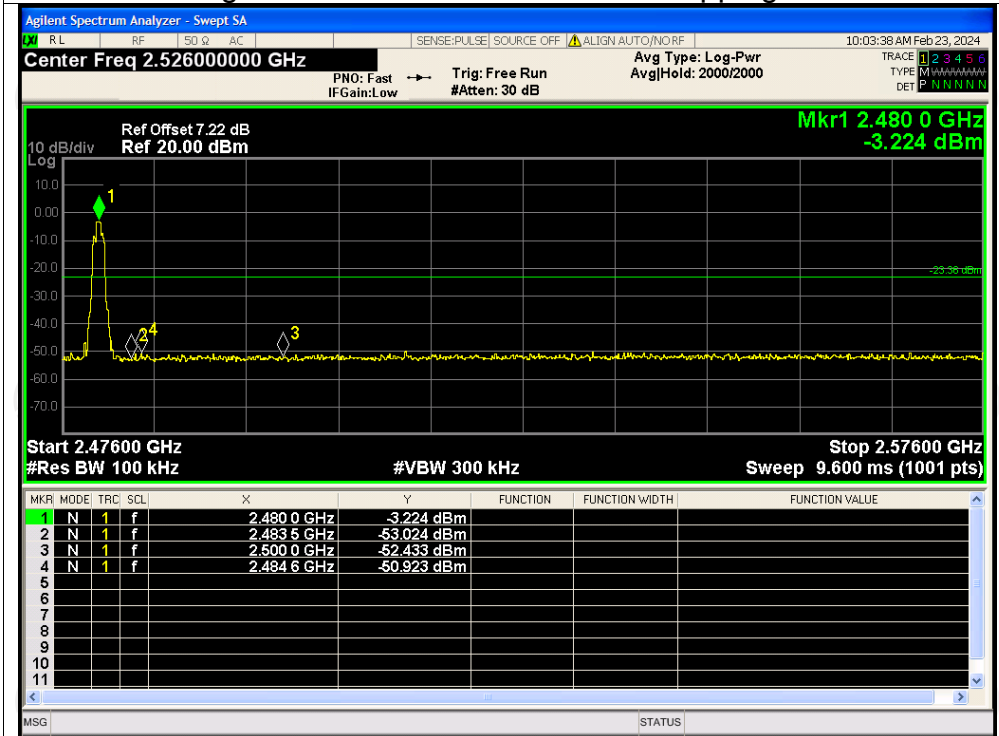 Agilent Spectrum Analyzer - Swept SA
LXI RL RF 50 Ω AC SENSE:PULSE SOURCE OFF ALIGN AUTO/NO RF 10:03:38 AM Feb 23, 2024
Center Freq 2.526000000 GHz
PNO: Fast
IFGain:Low
Trig: Free Run
#Atten: 30 dB
Avg Type: Log-Pwr
Avg|Hold: 2000/2000
TRACE 1 2 3 4 5 6
TYPE M
DET P N N N N N
Mkr1 2.480 0 GHz
-3.224 dBm
Ref Offset 7.22 dB
10 dB/div Ref 20.00 dBm
Log
10.0
0.00
-10.0
-20.0
-30.0
-40.0
-50.0
-60.0
-70.0
1
-23.36 dBm
2 4
3
Start 2.47600 GHz Stop 2.57600 GHz
#Res BW 100 kHz #VBW 300 kHz Sweep 9.600 ms (1001 pts)
MKR MODE TRC SCL X Y FUNCTION FUNCTION WIDTH FUNCTION VALUE
1 N 1 f 2.480 0 GHz -3.224 dBm
2 N 1 f 2.483 5 GHz -53.024 dBm
3 N 1 f 2.500 0 GHz -52.433 dBm
4 N 1 f 2.484 6 GHz -50.923 dBm
5
6
7
8
9
10
11
MSG STATUS